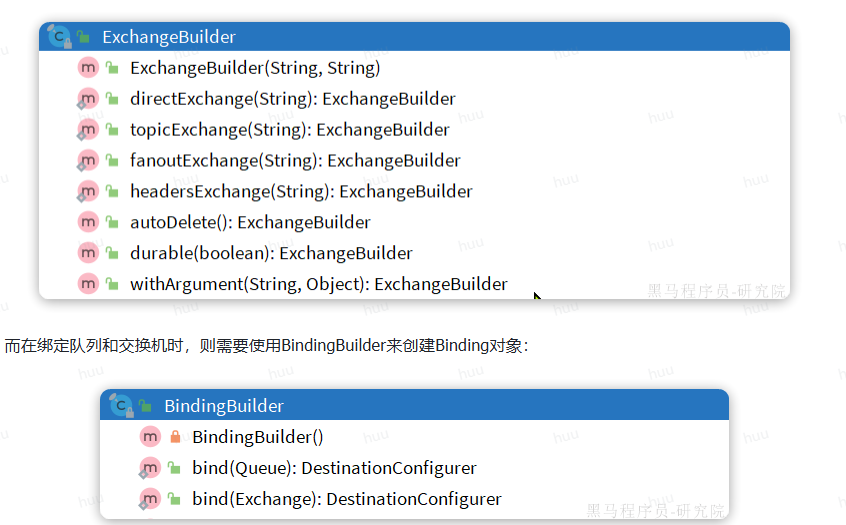 ExchangeBuilder
ExchangeBuilder(String, String)
directExchange(String): ExchangeBuilder
topicExchange(String): ExchangeBuilder
fanoutExchange(String): ExchangeBuilder
headersExchange(String): ExchangeBuilder
autoDelete(): ExchangeBuilder
durable(boolean): ExchangeBuilder
withArgument(String, Object): ExchangeBuilder
黑马程序员-研究院
而在绑定队列和交换机时，则需要使用BindingBuilder来创建Binding对象：
BindingBuilder
BindingBuilder()
bind(Queue): DestinationConfigurer
bind(Exchange): DestinationConfigurer
黑马程序员-研究院
huu